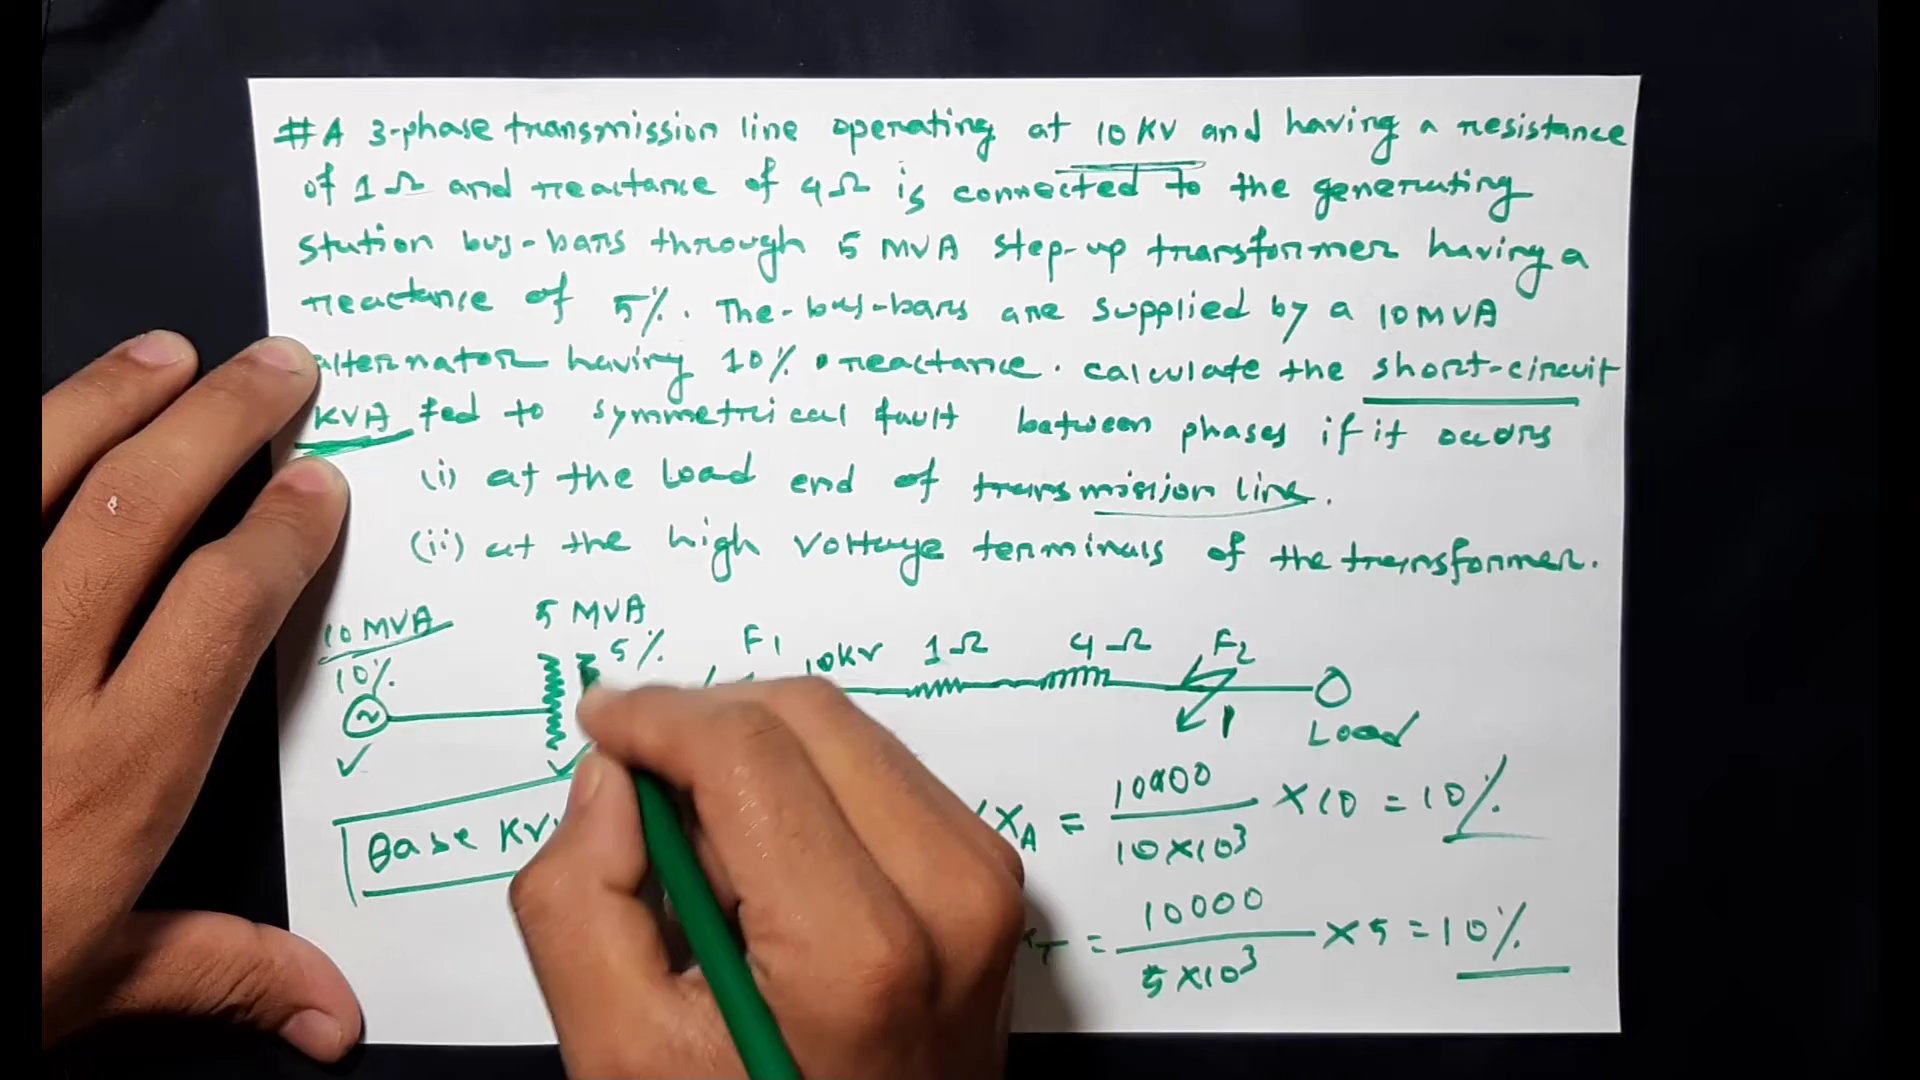 #A 3-phase transmission line operating at 10 KV and having a resistance
of 1Ω and reactance of 4Ω is connected to the generating
station bus-bars through 5 MVA step-up transformer having a
reactance of 5%. The-bus-bars are supplied by a 10 MVA
alternator having 10% reactance. calculate the short-circuit
KVA fed to symmetrical fault between phases if it occurs
(i) at the load end of transmission line.
(ii) at the high voltage terminals of the transformer.
10 MVA
10%
5 MVA
5%
F1
10KV
1Ω
4Ω
F2
Load
Base
XA = 10000 / 10×10³ ×10 = 10%
= 10000 / 5×10³ ×5 = 10%